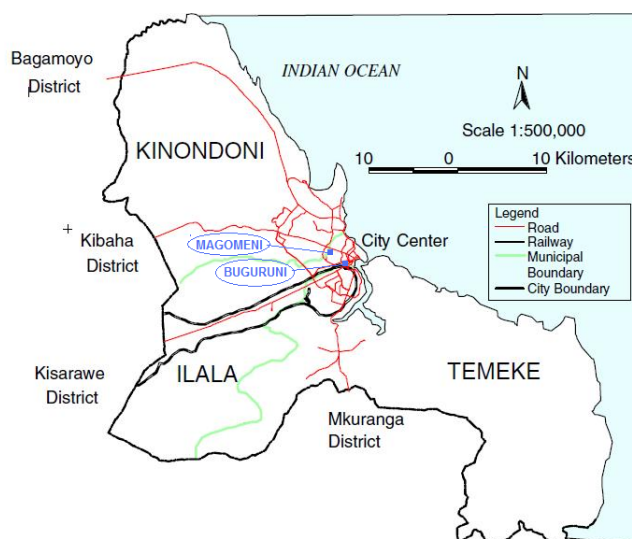 Bagamoyo
District
INDIAN OCEAN
N
Scale 1:500,000
10 0 10 Kilometers
KINONDONI
Legend
Road
Railway
Municipal
Boundary
City Boundary
MAGOMENI
City Center
Kibaha
District
BUGURUNI
Kisarawe
District
ILALA
TEMEKE
Mkuranga
District